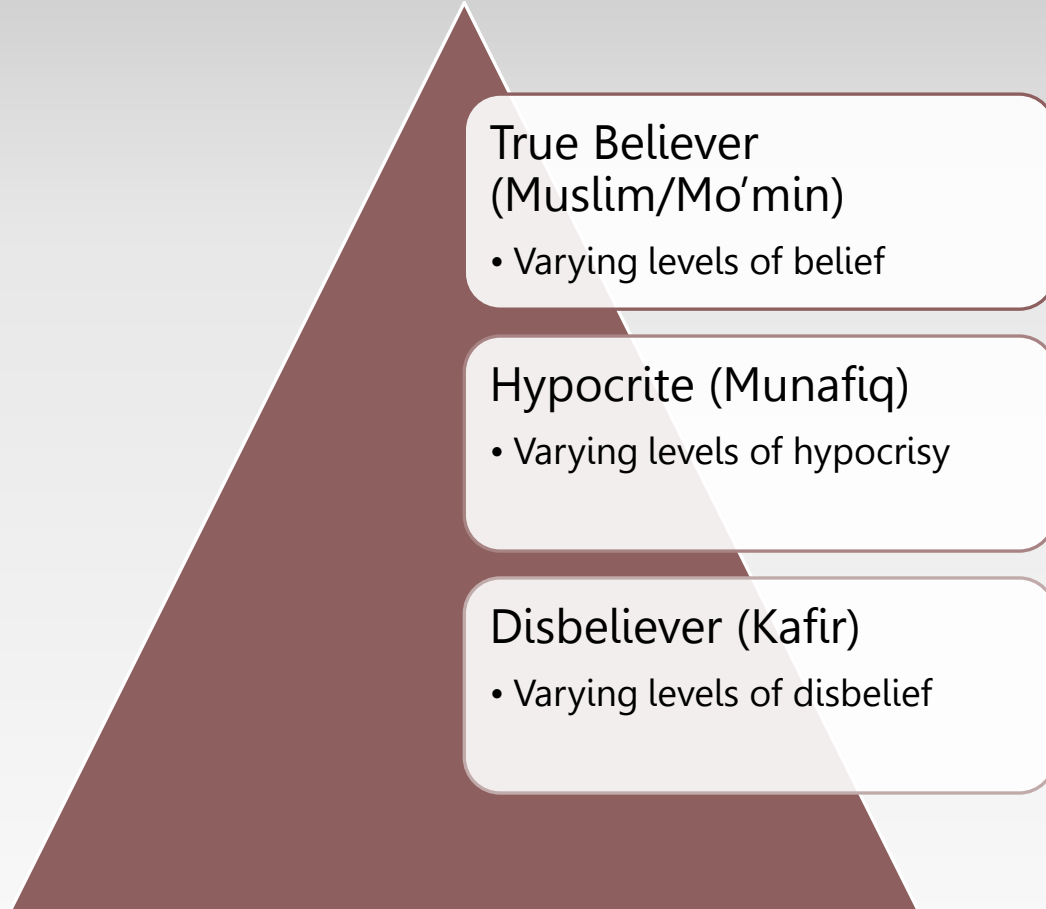 True Believer
(Muslim/Mo’min)
• Varying levels of belief
Hypocrite (Munafiq)
• Varying levels of hypocrisy
Disbeliever (Kafir)
• Varying levels of disbelief